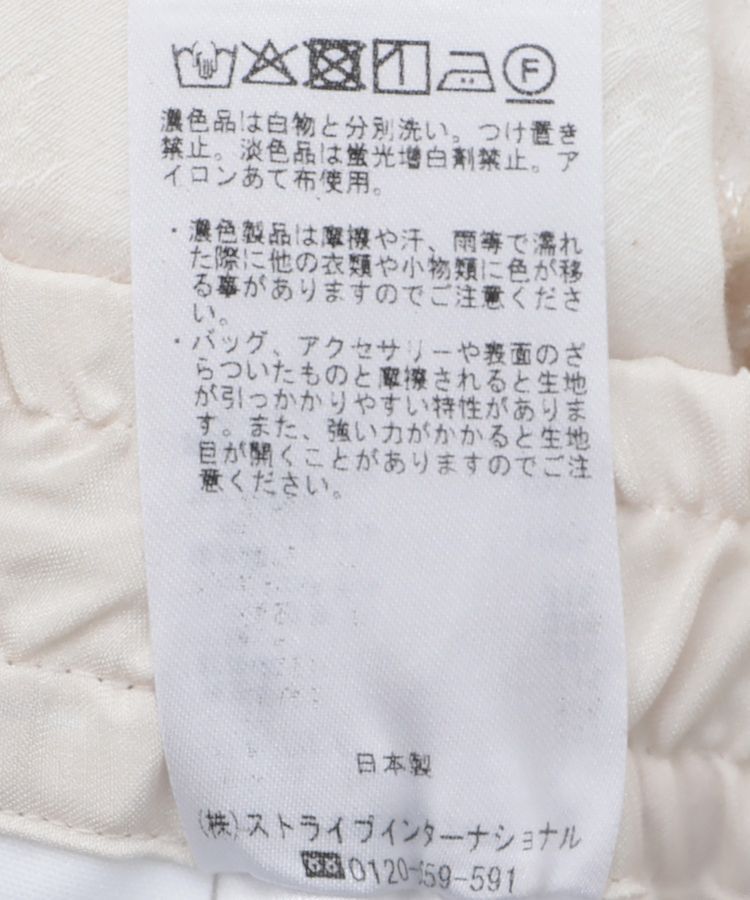 F
濃色品は白物と分別洗い。つけ置き
禁止。淡色品は蛍光増白剤禁止。ア
イロンあて布使用。
・濃色製品は摩擦や汗、雨等で濡れ
た際に他の衣類や小物類に色が移
る事がありますのでご注意くださ
い。
・バッグ、アクセサリーや表面のざ
らついたものと摩擦されると生地
が引っかかりやすい特性がありま
す。また、強い力がかかると生地
目が開くことがありますのでご注
意ください。
日本製
(株)ストライプインターナショナル